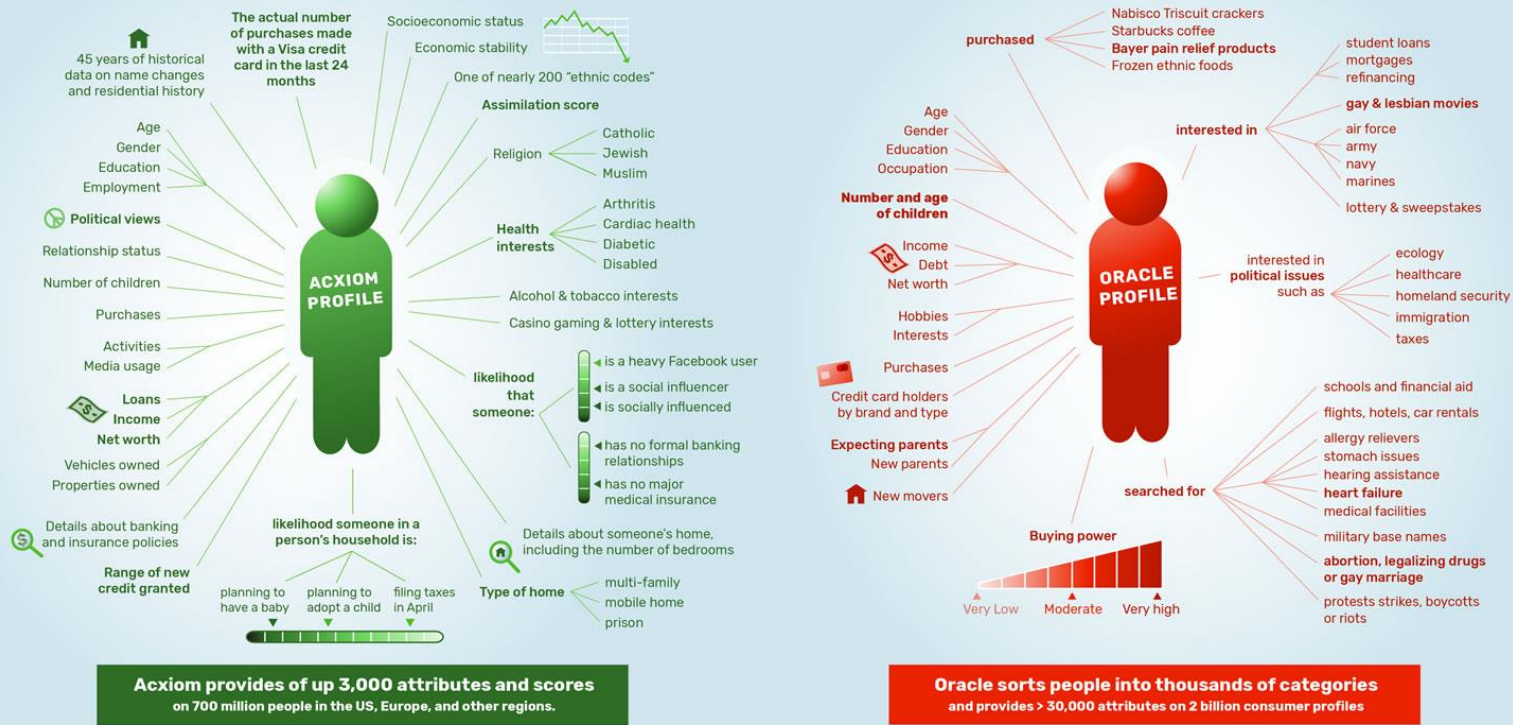 45 years of historical
data on name changes
and residential history
The actual number
of purchases made
with a Visa credit
card in the last 24
months
Socioeconomic status
Economic stability
One of nearly 200 "ethnic codes"
Assimilation score
Religion
Catholic
Jewish
Muslim
Health
interests
Arthritis
Cardiac health
Diabetic
Disabled
Alcohol & tobacco interests
Casino gaming & lottery interests
likelihood
that
someone:
is a heavy Facebook user
is a social influencer
is socially influenced
has no formal banking
relationships
has no major
medical insurance
Details about someone's home,
including the number of bedrooms
Type of home
multi-family
mobile home
prison
Age
Gender
Education
Employment
Political views
Relationship status
Number of children
Purchases
Activities
Media usage
$
Loans
Income
Net worth
Vehicles owned
Properties owned
$
Details about banking
and insurance policies
Range of new
credit granted
likelihood someone in a
person's household is:
planning to
have a baby
planning to
adopt a child
filing taxes
in April
ACXIOM
PROFILE
Acxiom provides of up 3,000 attributes and scores
on 700 million people in the US, Europe, and other regions.
purchased
Nabisco Triscuit crackers
Starbucks coffee
Bayer pain relief products
Frozen ethnic foods
interested in
student loans
mortgages
refinancing
gay & lesbian movies
air force
army
navy
marines
lottery & sweepstakes
interested in
political issues
such as
ecology
healthcare
homeland security
immigration
taxes
searched for
schools and financial aid
flights, hotels, car rentals
allergy relievers
stomach issues
hearing assistance
heart failure
medical facilities
military base names
abortion, legalizing drugs
or gay marriage
protests strikes, boycotts
or riots
Age
Gender
Education
Occupation
Number and age
of children
$
Income
Debt
Net worth
Hobbies
Interests
Purchases
Credit card holders
by brand and type
Expecting parents
New parents
New movers
Buying power
Very Low
Moderate
Very high
ORACLE
PROFILE
Oracle sorts people into thousands of categories
and provides > 30,000 attributes on 2 billion consumer profiles